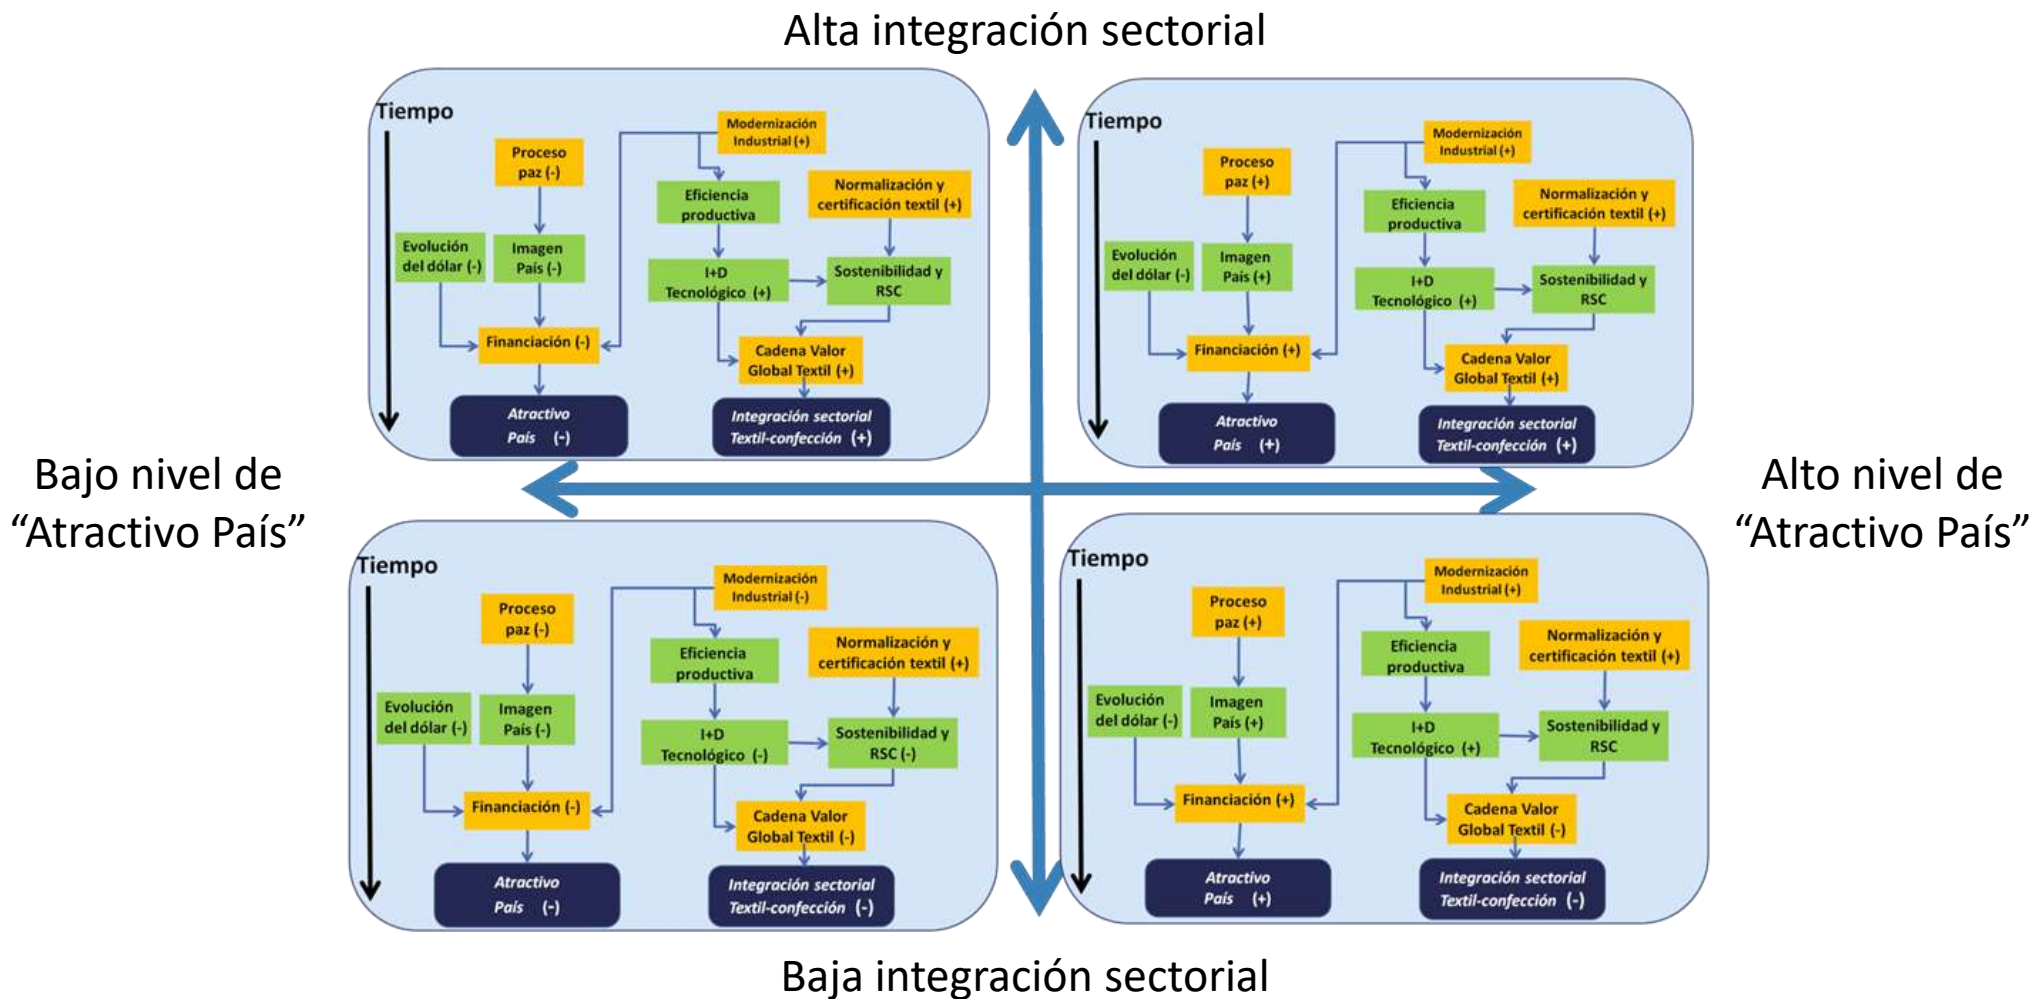 Alta integración sectorial
Tiempo
Modernización
Industrial (+)
Proceso
paz (-)
Eficiencia
productiva
Normalización y
certificación textil (+)
Evolución
del dólar (-)
Imagen
País (-)
I+D
Tecnológico (+)
Sostenibilidad y
RSC
Financiación (-)
Cadena Valor
Global Textil (+)
Atractivo
País (-)
Integración sectorial
Textil-confección (+)
Tiempo
Modernización
Industrial (+)
Proceso
paz (+)
Eficiencia
productiva
Normalización y
certificación textil (+)
Evolución
del dólar (-)
Imagen
País (+)
I+D
Tecnológico (+)
Sostenibilidad y
RSC
Financiación (+)
Cadena Valor
Global Textil (+)
Atractivo
País (+)
Integración sectorial
Textil-confección (+)
Bajo nivel de
“Atractivo País”
Alto nivel de
“Atractivo País”
Tiempo
Modernización
Industrial (-)
Proceso
paz (-)
Eficiencia
productiva
Normalización y
certificación textil (+)
Evolución
del dólar (-)
Imagen
País (-)
I+D
Tecnológico (-)
Sostenibilidad y
RSC (-)
Financiación (-)
Cadena Valor
Global Textil (-)
Atractivo
País (-)
Integración sectorial
Textil-confección (-)
Tiempo
Modernización
Industrial (+)
Proceso
paz (+)
Eficiencia
productiva
Normalización y
certificación textil (+)
Evolución
del dólar (-)
Imagen
País (+)
I+D
Tecnológico (+)
Sostenibilidad y
RSC
Financiación (+)
Cadena Valor
Global Textil (-)
Atractivo
País (+)
Integración sectorial
Textil-confección (-)
Baja integración sectorial